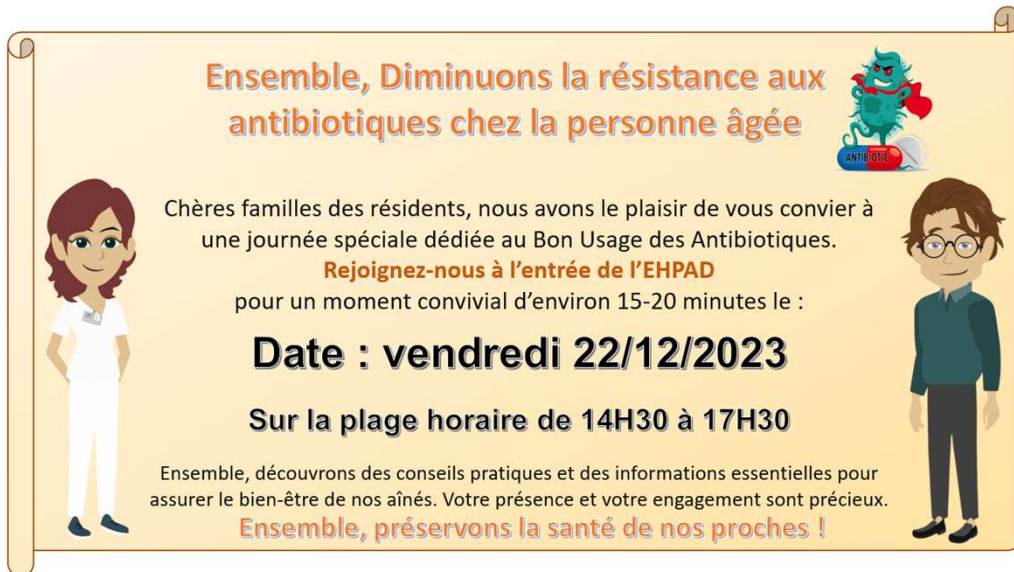 Ensemble, Diminuons la résistance aux
antibiotiques chez la personne âgée
ANTIBIOTIC
Chères familles des résidents, nous avons le plaisir de vous convier à
une journée spéciale dédiée au Bon Usage des Antibiotiques.
Rejoignez-nous à l’entrée de l’EHPAD
pour un moment convivial d’environ 15-20 minutes le :
Date : vendredi 22/12/2023
Sur la plage horaire de 14H30 à 17H30
Ensemble, découvrons des conseils pratiques et des informations essentielles pour
assurer le bien-être de nos aînés. Votre présence et votre engagement sont précieux.
Ensemble, préservons la santé de nos proches !